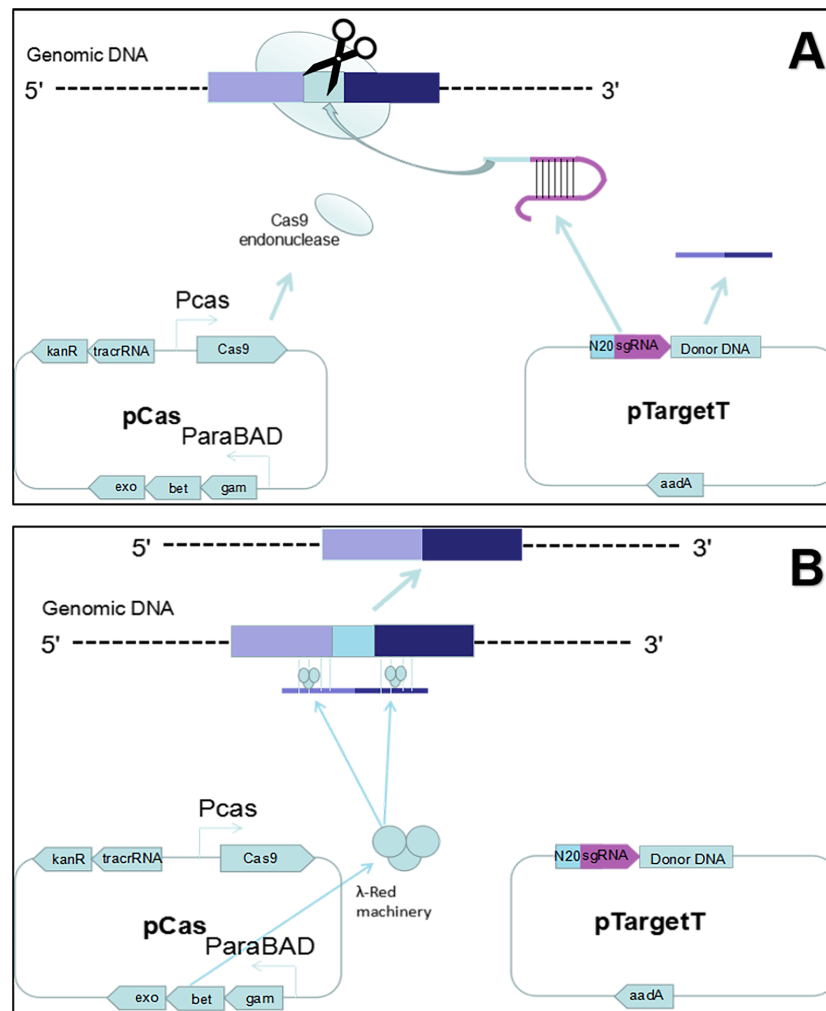 A
Genomic DNA
5' 3'
Cas9
endonuclease
Pcas
kanR tracrRNA Cas9
N20 sgRNA Donor DNA
pCas
pTargetT
ParaBAD
exo bet gam
aadA
B
5' 3'
Genomic DNA
5' 3'
Pcas
kanR tracrRNA Cas9
N20 sgRNA Donor DNA
λ-Red
machinery
pCas
pTargetT
ParaBAD
exo bet gam
aadA